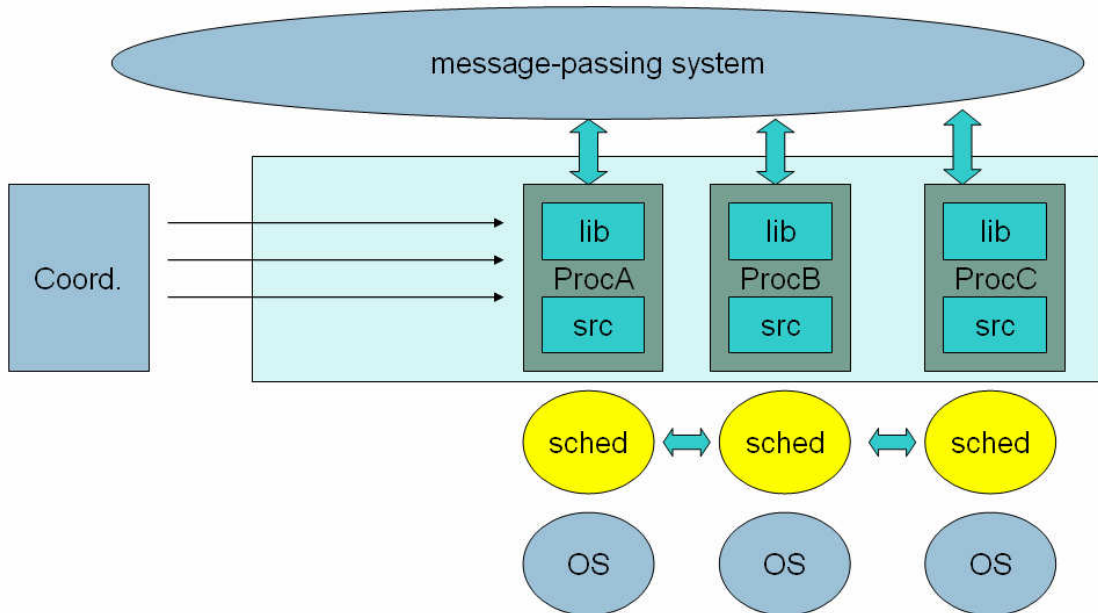 message-passing system
Coord.
lib
lib
lib
ProcA
ProcB
ProcC
src
src
src
sched
sched
sched
OS
OS
OS